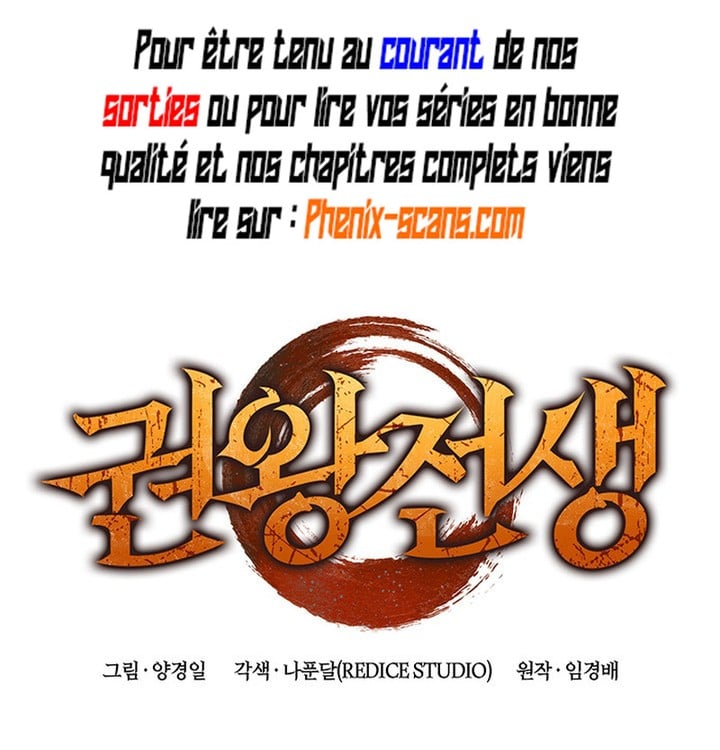 Pour être tenu au courant de nos
sorties ou pour lire vos séries en bonne
qualité et nos chapitres complets viens
lire sur : Phenix-scans.com
권왕전생
그림·양경일 각색·나푼달(REDICE STUDIO) 원작·임경배